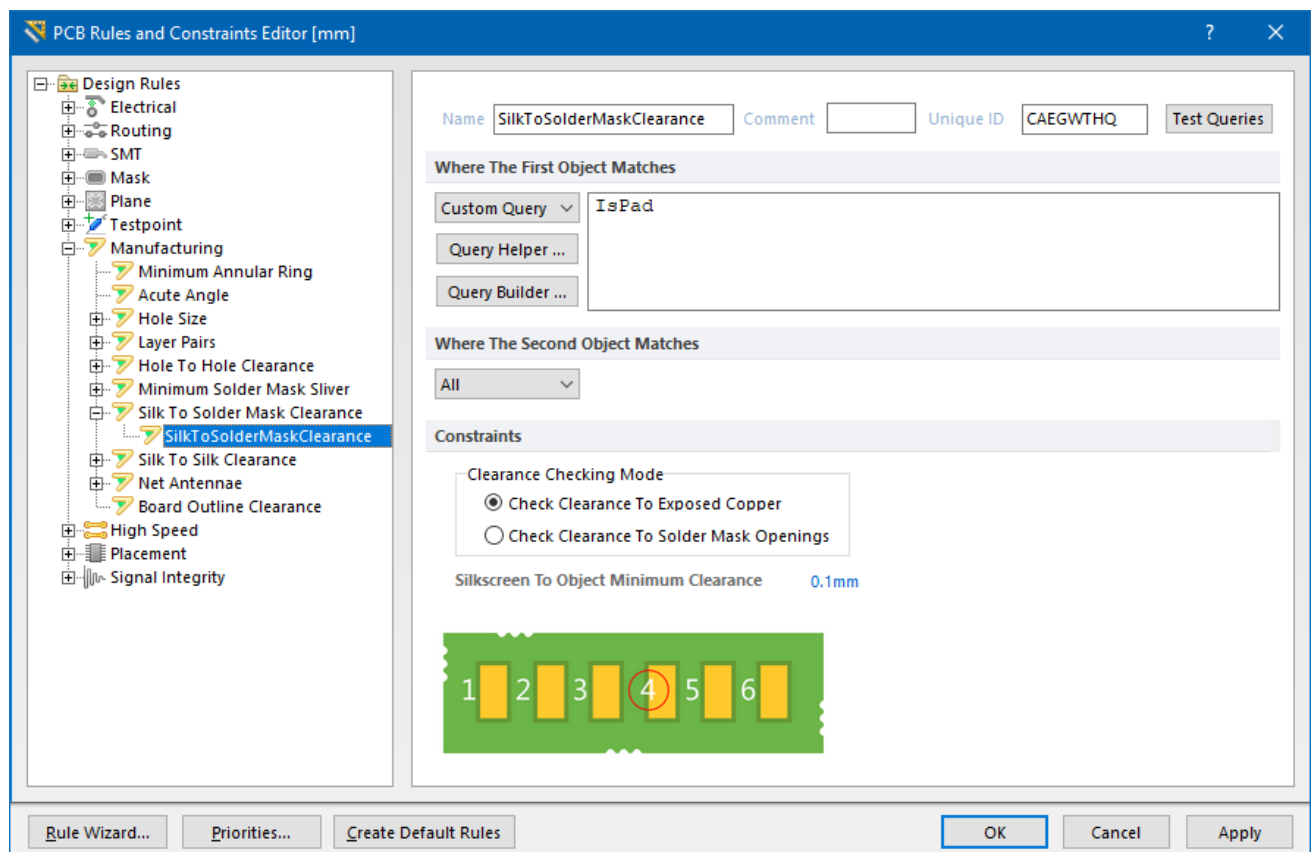 PCB Rules and Constraints Editor [mm]
?
Design Rules
Electrical
Routing
SMT
Mask
Plane
Testpoint
Manufacturing
Minimum Annular Ring
Acute Angle
Hole Size
Layer Pairs
Hole To Hole Clearance
Minimum Solder Mask Sliver
Silk To Solder Mask Clearance
SilkToSolderMaskClearance
Silk To Silk Clearance
Net Antennae
Board Outline Clearance
High Speed
Placement
Signal Integrity
Name SilkToSolderMaskClearance Comment Unique ID CAEGWTHQ Test Queries
Where The First Object Matches
Custom Query IsPad
Query Helper ...
Query Builder ...
Where The Second Object Matches
All
Constraints
Clearance Checking Mode
Check Clearance To Exposed Copper
Check Clearance To Solder Mask Openings
Silkscreen To Object Minimum Clearance 0.1mm
1 2 3 4 5 6
Rule Wizard... Priorities... Create Default Rules OK Cancel Apply